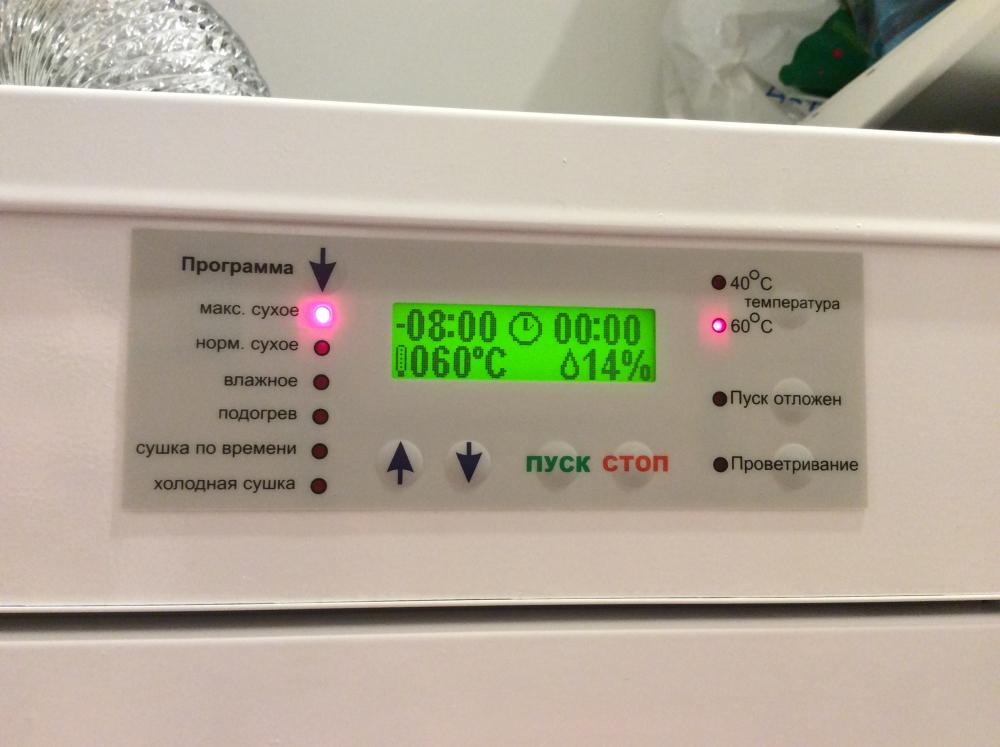 Программа
макс. сухое
норм. сухое
влажное
подогрев
сушка по времени
холодная сушка
-08:00 00:00
060°C 14%
ПУСК СТОП
40°C
температура
60°C
Пуск отложен
Проветривание